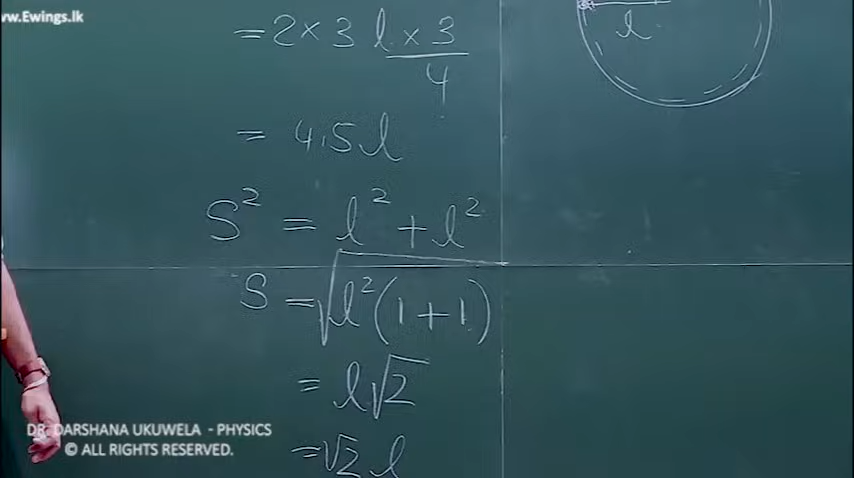 www.Ewings.lk
= 2 × 3 l × 3 / 4
l
= 4.5 l
S² = l² + l²
S = √l²(1 + 1)
= l√2
= √2 l
DR. DARSHANA UKUWELA - PHYSICS
© ALL RIGHTS RESERVED.